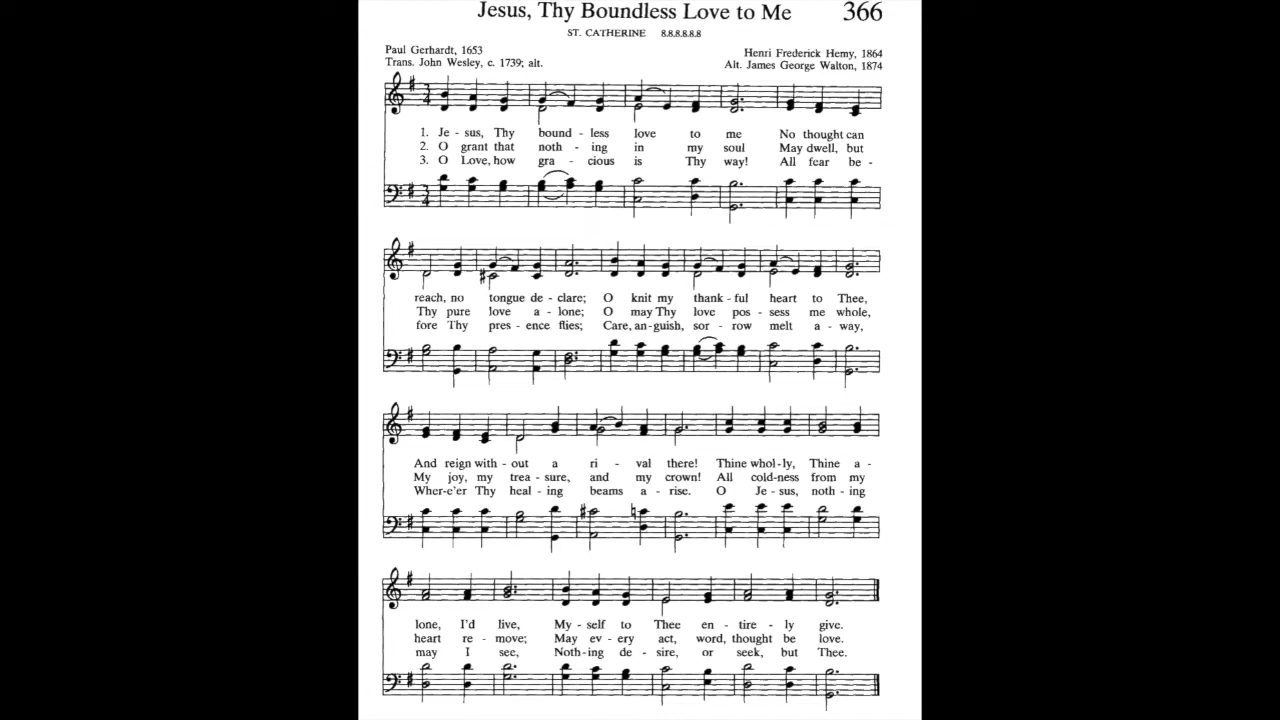 Jesus, Thy Boundless Love to Me 366
ST. CATHERINE 8.8.8.8.8.8
Paul Gerhardt, 1653
Trans. John Wesley, c. 1739; alt.
Henri Frederick Hemy, 1864
Alt. James George Walton, 1874
1. Je - sus, Thy bound - less love to me No thought can
2. O grant that noth - ing in my soul May dwell, but
3. O Love, how gra - cious is Thy way! All fear be -
reach, no tongue de - clare; O knit my thank - ful heart to Thee,
Thy pure love a - lone; O may Thy love pos - sess me whole,
fore Thy pres - ence flies; Care, an - guish, sor - row melt a - way,
And reign with - out a ri - val there! Thine whol - ly, Thine a -
My joy, my trea - sure, and my crown! All cold - ness from my
Wher - e'er Thy heal - ing beams a - rise. O Je - sus, noth - ing
lone, I'd live, My - self to Thee en - tire - ly give.
heart re - move; May ev - ery act, word, thought be love.
may I see, Noth - ing de - sire, or seek, but Thee.